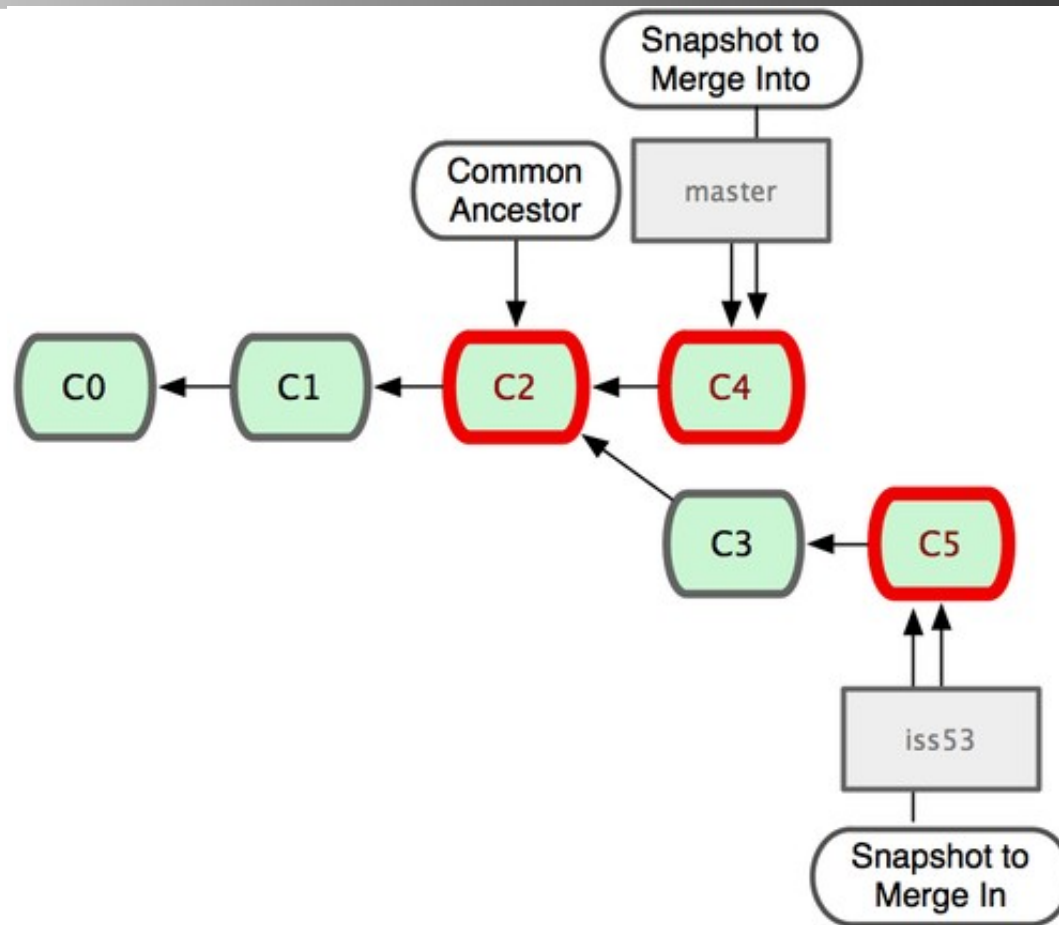 Snapshot to
Merge Into
Common
Ancestor
master
C0
C1
C2
C4
C3
C5
iss53
Snapshot to
Merge In